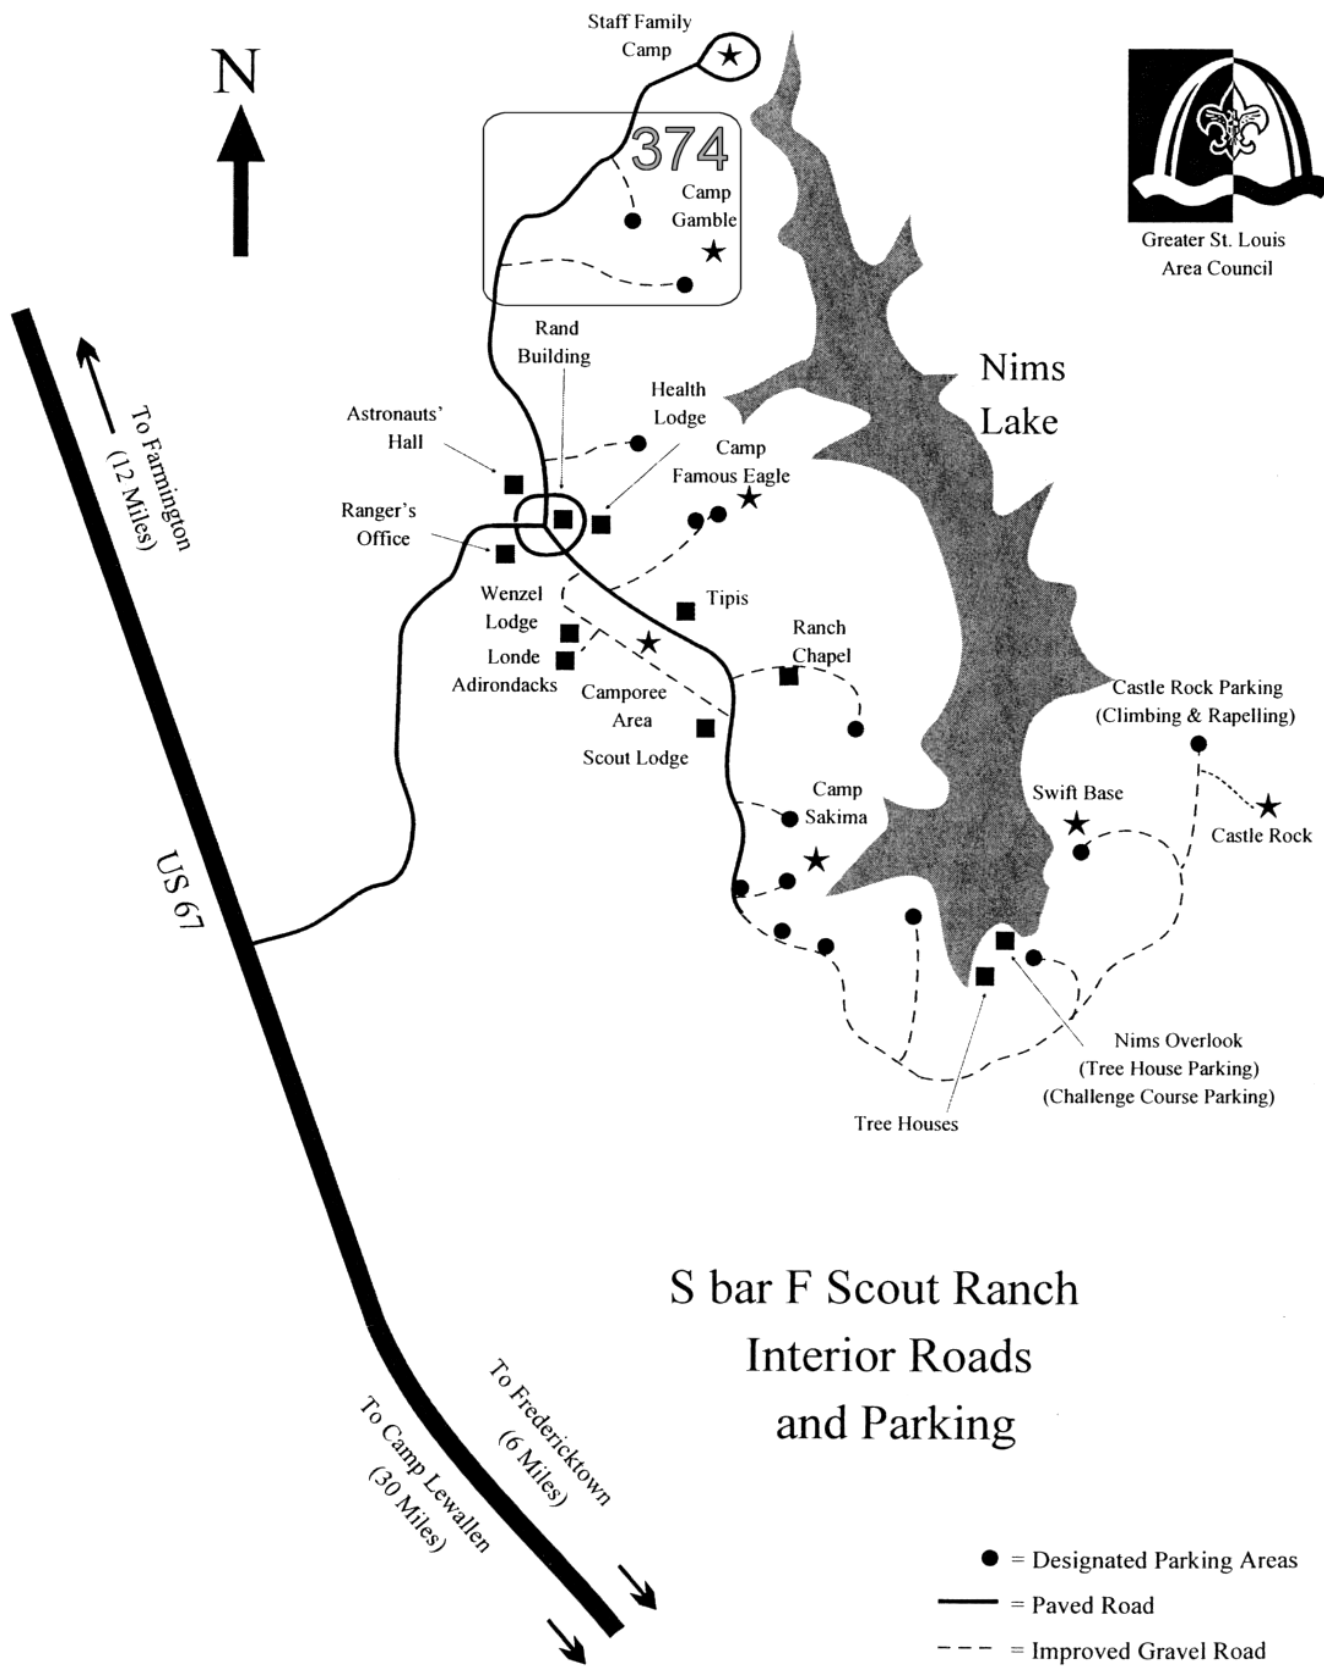 Staff Family
Camp
N
374
Camp
Gamble
Greater St. Louis
Area Council
Rand
Building
Nims
Lake
Health
Lodge
Astronauts'
Hall
To Farmington
(12 Miles)
Camp
Famous Eagle
Ranger's
Office
Wenzel
Lodge
Tipis
Ranch
Chapel
Londe
Adirondacks
Camporee
Area
Castle Rock Parking
(Climbing & Rapelling)
Scout Lodge
Camp
Sakima
Swift Base
Castle Rock
US 67
Nims Overlook
(Tree House Parking)
(Challenge Course Parking)
Tree Houses
S bar F Scout Ranch
Interior Roads
and Parking
To Fredericktown
(6 Miles)
To Camp Lewallen
(30 Miles)
= Designated Parking Areas
= Paved Road
= Improved Gravel Road